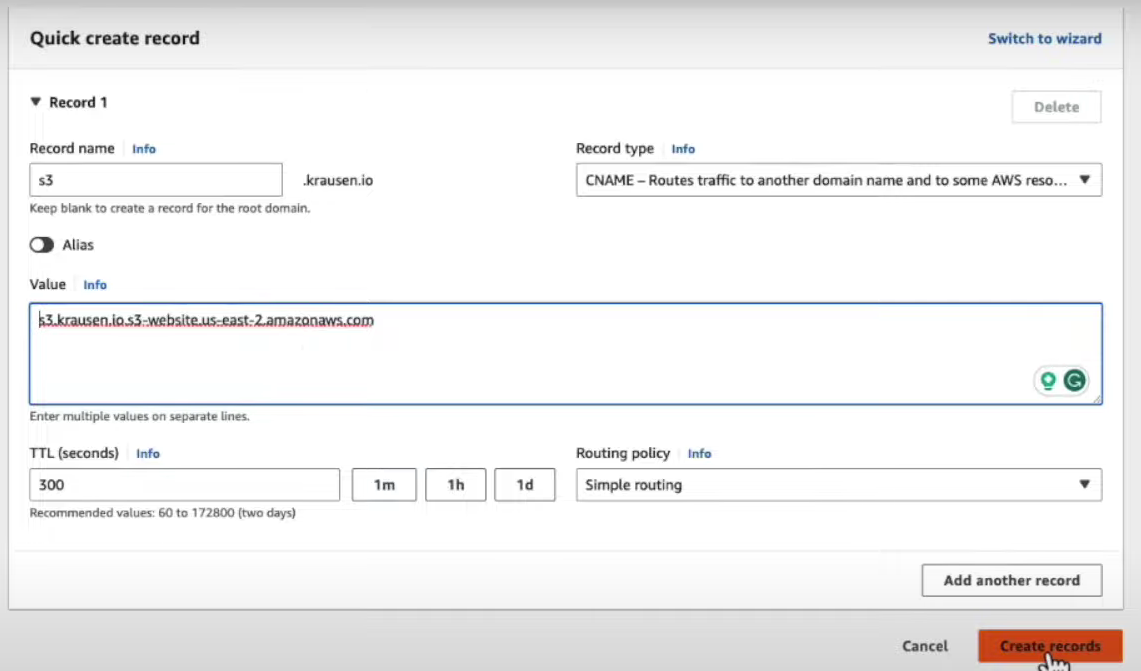 Quick create record
Switch to wizard
Record 1
Delete
Record name Info
Record type Info
s3
.krausen.io
CNAME – Routes traffic to another domain name and to some AWS reso...
Keep blank to create a record for the root domain.
Alias
Value Info
s3.krausen.io.s3-website.us-east-2.amazonaws.com
Enter multiple values on separate lines.
TTL (seconds) Info
Routing policy Info
300
1m
1h
1d
Simple routing
Recommended values: 60 to 172800 (two days)
Add another record
Cancel
Create records